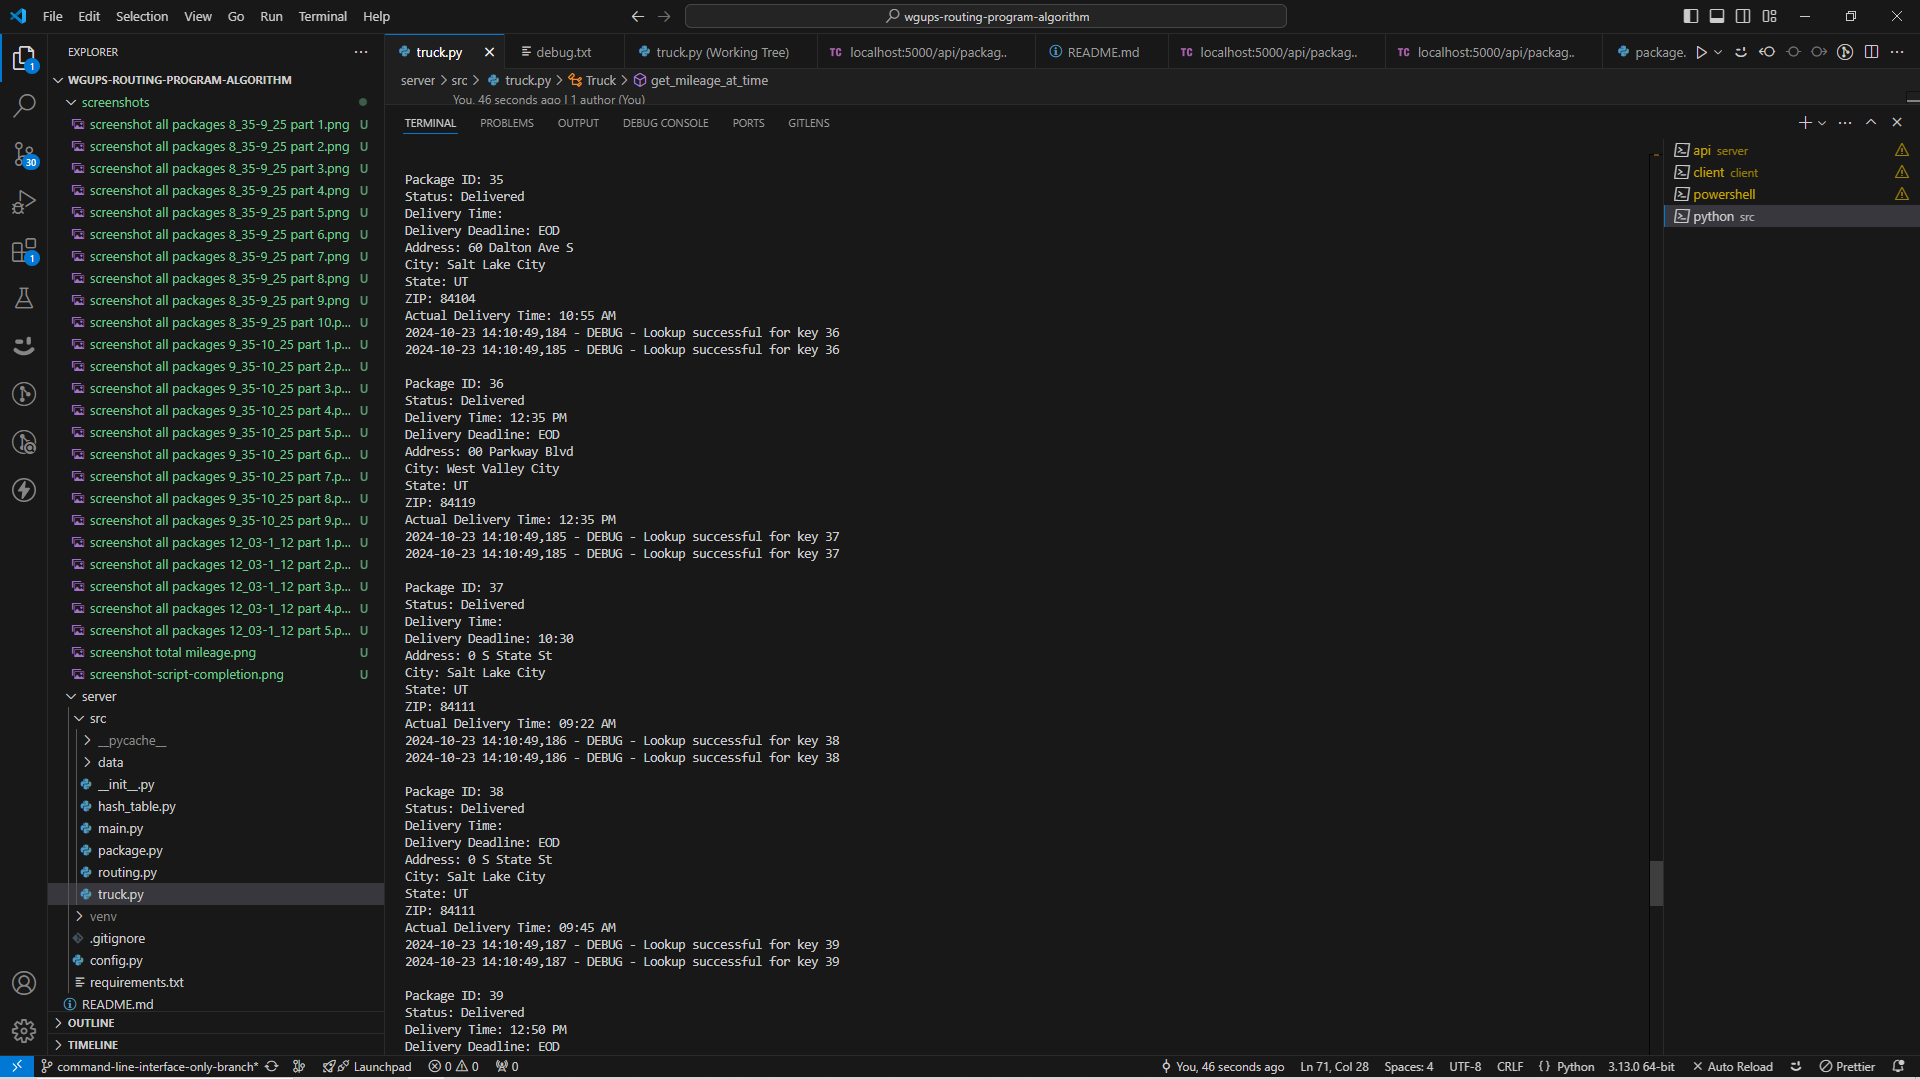 File Edit Selection View Go Run Terminal Help
wgups-routing-program-algorithm
EXPLORER
WGUPS-ROUTING-PROGRAM-ALGORITHM
screenshots
screenshot all packages 8_35-9_25 part 1.png U
screenshot all packages 8_35-9_25 part 2.png U
screenshot all packages 8_35-9_25 part 3.png U
screenshot all packages 8_35-9_25 part 4.png U
screenshot all packages 8_35-9_25 part 5.png U
screenshot all packages 8_35-9_25 part 6.png U
screenshot all packages 8_35-9_25 part 7.png U
screenshot all packages 8_35-9_25 part 8.png U
screenshot all packages 8_35-9_25 part 9.png U
screenshot all packages 8_35-9_25 part 10.p... U
screenshot all packages 9_35-10_25 part 1.p... U
screenshot all packages 9_35-10_25 part 2.p... U
screenshot all packages 9_35-10_25 part 3.p... U
screenshot all packages 9_35-10_25 part 4.p... U
screenshot all packages 9_35-10_25 part 5.p... U
screenshot all packages 9_35-10_25 part 6.p... U
screenshot all packages 9_35-10_25 part 7.p... U
screenshot all packages 9_35-10_25 part 8.p... U
screenshot all packages 9_35-10_25 part 9.p... U
screenshot all packages 12_03-1_12 part 1.p... U
screenshot all packages 12_03-1_12 part 2.p... U
screenshot all packages 12_03-1_12 part 3.p... U
screenshot all packages 12_03-1_12 part 4.p... U
screenshot all packages 12_03-1_12 part 5.p... U
screenshot total mileage.png U
screenshot-script-completion.png U
server
src
__pycache__
data
__init__.py
hash_table.py
main.py
package.py
routing.py
truck.py
venv
.gitignore
config.py
requirements.txt
README.md
OUTLINE
TIMELINE
1
30
1
truck.py debug.txt truck.py (Working Tree) TC localhost:5000/api/packag.. README.md TC localhost:5000/api/packag.. TC localhost:5000/api/packag.. package.
server > src > truck.py > Truck > get_mileage_at_time
You, 46 seconds ago | 1 author (You)
TERMINAL PROBLEMS OUTPUT DEBUG CONSOLE PORTS GITLENS
Package ID: 35
Status: Delivered
Delivery Time:
Delivery Deadline: EOD
Address: 60 Dalton Ave S
City: Salt Lake City
State: UT
ZIP: 84104
Actual Delivery Time: 10:55 AM
2024-10-23 14:10:49,184 - DEBUG - Lookup successful for key 36
2024-10-23 14:10:49,185 - DEBUG - Lookup successful for key 36
Package ID: 36
Status: Delivered
Delivery Time: 12:35 PM
Delivery Deadline: EOD
Address: 00 Parkway Blvd
City: West Valley City
State: UT
ZIP: 84119
Actual Delivery Time: 12:35 PM
2024-10-23 14:10:49,185 - DEBUG - Lookup successful for key 37
2024-10-23 14:10:49,185 - DEBUG - Lookup successful for key 37
Package ID: 37
Status: Delivered
Delivery Time:
Delivery Deadline: 10:30
Address: 0 S State St
City: Salt Lake City
State: UT
ZIP: 84111
Actual Delivery Time: 09:22 AM
2024-10-23 14:10:49,186 - DEBUG - Lookup successful for key 38
2024-10-23 14:10:49,186 - DEBUG - Lookup successful for key 38
Package ID: 38
Status: Delivered
Delivery Time:
Delivery Deadline: EOD
Address: 0 S State St
City: Salt Lake City
State: UT
ZIP: 84111
Actual Delivery Time: 09:45 AM
2024-10-23 14:10:49,187 - DEBUG - Lookup successful for key 39
2024-10-23 14:10:49,187 - DEBUG - Lookup successful for key 39
Package ID: 39
Status: Delivered
Delivery Time: 12:50 PM
Delivery Deadline: EOD
api server
client client
powershell
python src
command-line-interface-only-branch* Launchpad 0 0 0 You, 46 seconds ago Ln 71, Col 28 Spaces: 4 UTF-8 CRLF {} Python 3.13.0 64-bit Auto Reload Prettier